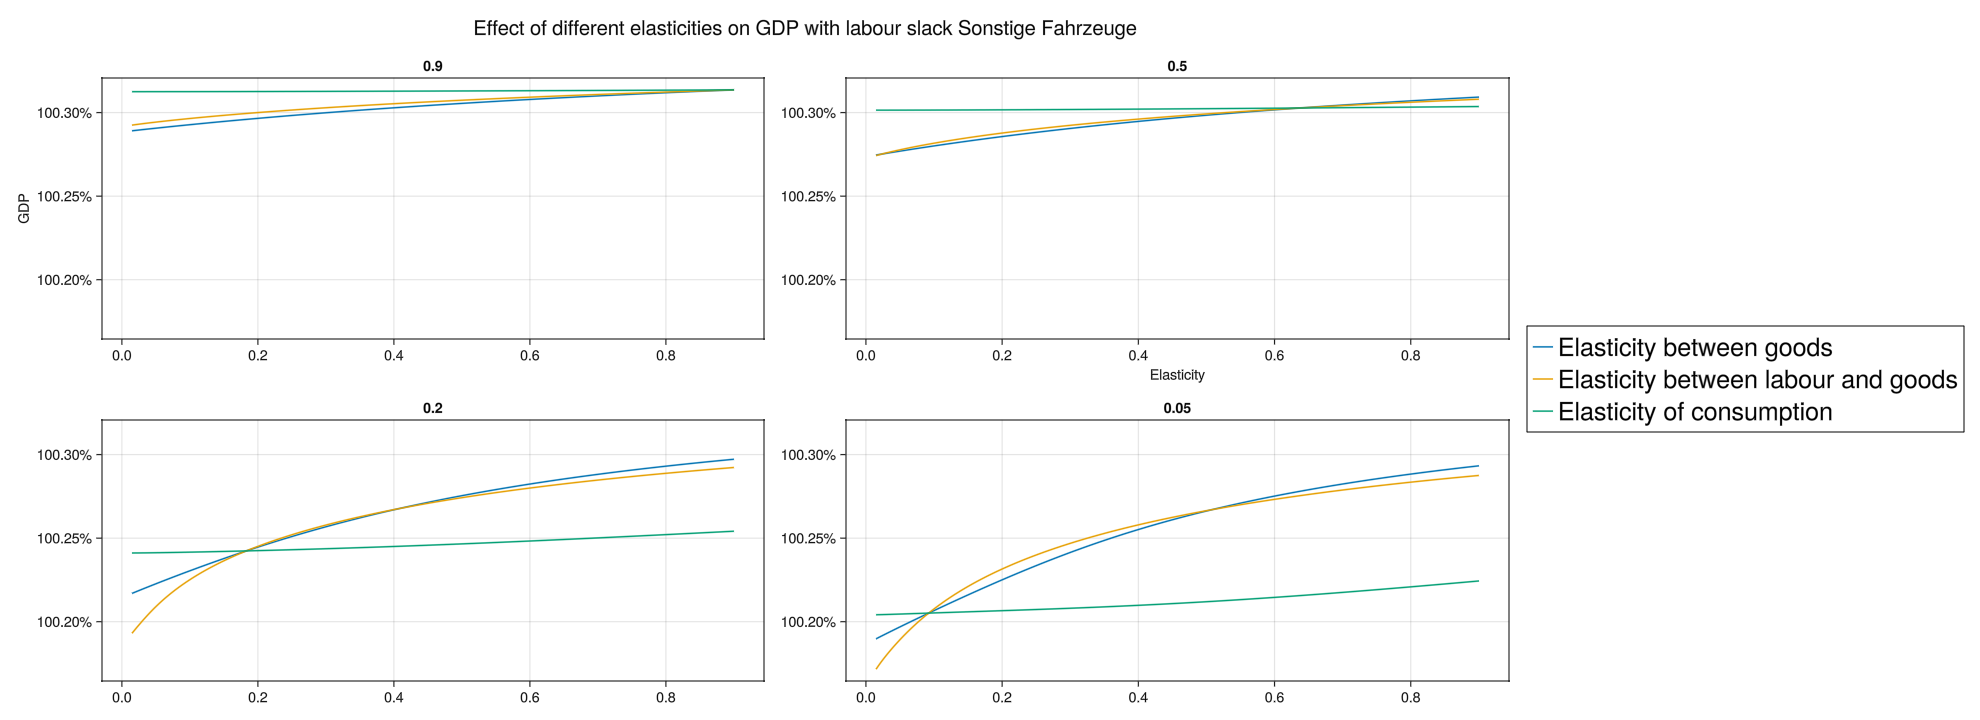 Effect of different elasticities on GDP with labour slack Sonstige Fahrzeuge
0.9
100.30%
100.25%
100.20%
GDP
0.0 0.2 0.4 0.6 0.8
0.5
100.30%
100.25%
100.20%
0.0 0.2 0.4 0.6 0.8
Elasticity
0.2
100.30%
100.25%
100.20%
0.0 0.2 0.4 0.6 0.8
0.05
100.30%
100.25%
100.20%
0.0 0.2 0.4 0.6 0.8
Elasticity between goods
Elasticity between labour and goods
Elasticity of consumption